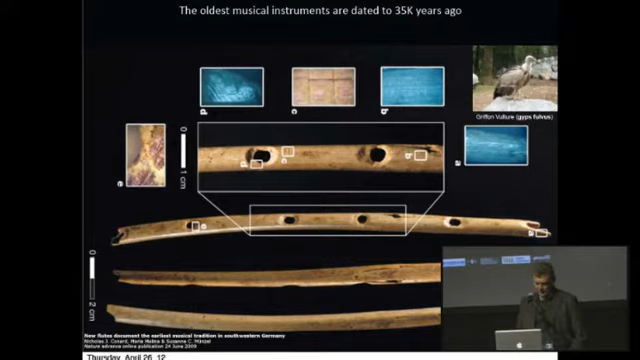 The oldest musical instruments are dated to 35K years ago
d
c
b
Griffon Vulture (gyps fulvus)
a
e
0
1 cm
d
c
b
e
a
0
2 cm
New flutes document the earliest musical tradition in southwestern Germany
Nicholas J. Conard, Maria Malina & Susanne C. Münzel
Nature advance online publication 24 June 2009
Thursday, April 26, 12